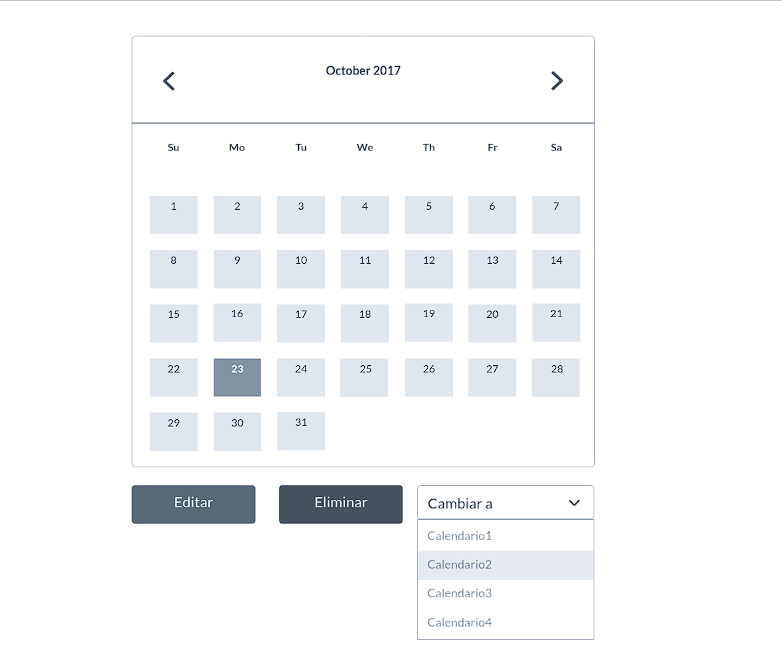 October 2017
Su Mo Tu We Th Fr Sa
1 2 3 4 5 6 7
8 9 10 11 12 13 14
15 16 17 18 19 20 21
22 23 24 25 26 27 28
29 30 31
Editar Eliminar Cambiar a
Calendario1
Calendario2
Calendario3
Calendario4